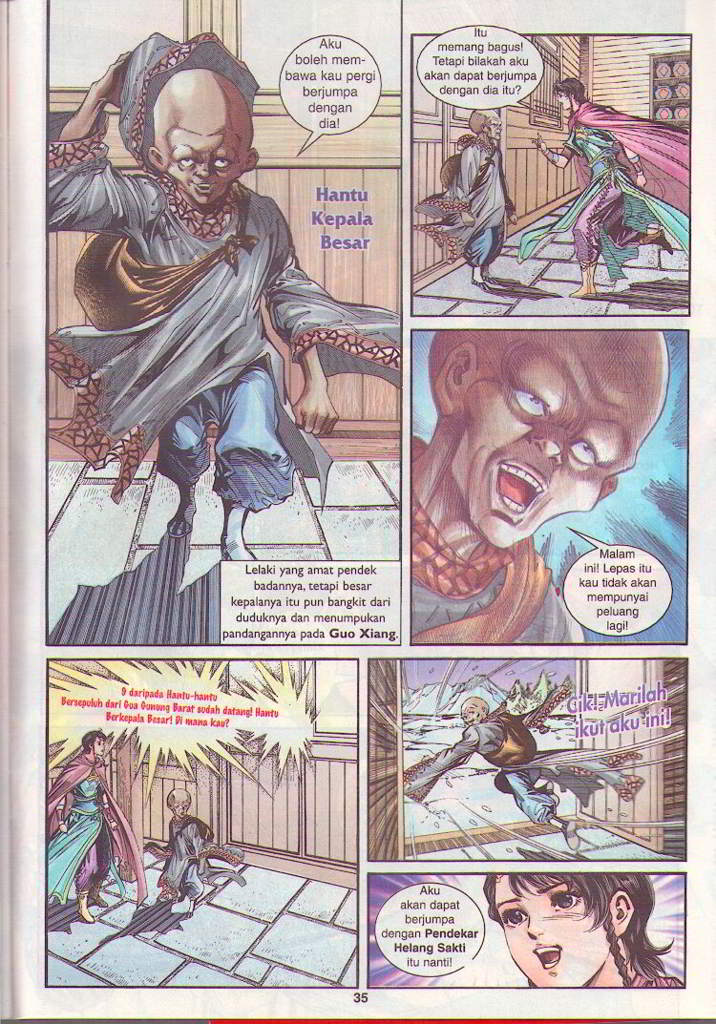 Aku
boleh mem-
bawa kau pergi
berjumpa
dengan
dia!
Hantu
Kepala
Besar
Lelaki yang amat pendek
badannya, tetapi besar
kepalanya itu pun bangkit dari
duduknya dan menumpukan
pandangannya pada Guo Xiang.
Itu
memang bagus!
Tetapi bilakah aku
akan dapat berjumpa
dengan dia itu?
Malam
ini! Lepas itu
kau tidak akan
mempunyai
peluang
lagi!
9 daripada Hantu-hantu
Bersepuluh dari Gua Gunung Barat sudah datang! Hantu
Berkepala Besar! Di mana kau?
Cik! Marilah
ikut aku ini!
Aku
akan dapat
berjumpa
dengan Pendekar
Helang Sakti
itu nanti!
35